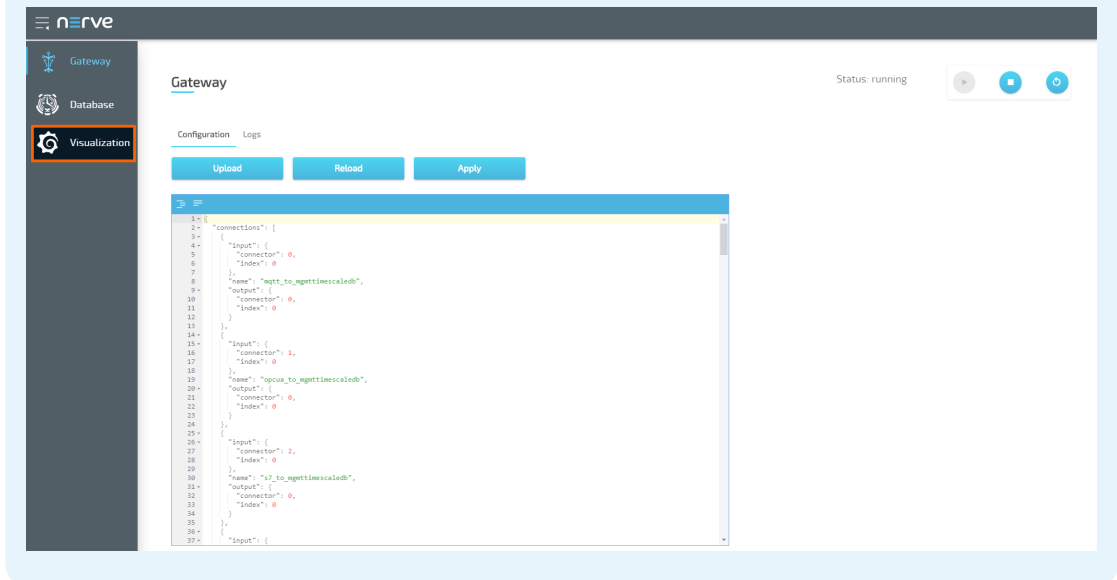 nerve
Gateway
Database
Visualization
Gateway
Status: running
Configuration Logs
Upload Reload Apply
1 {
2 "connections": [
3 {
4 "input": {
5 "connector": 0,
6 "index": 0
7 },
8 "name": "mqtt_to_mgmttimescaledb",
9 "output": {
10 "connector": 0,
11 "index": 0
12 }
13 },
14 {
15 "input": {
16 "connector": 1,
17 "index": 0
18 },
19 "name": "opcua_to_mgmttimescaledb",
20 "output": {
21 "connector": 0,
22 "index": 0
23 }
24 },
25 {
26 "input": {
27 "connector": 2,
28 "index": 0
29 },
30 "name": "s7_to_mgmttimescaledb",
31 "output": {
32 "connector": 0,
33 "index": 0
34 }
35 },
36 {
37 "input": {